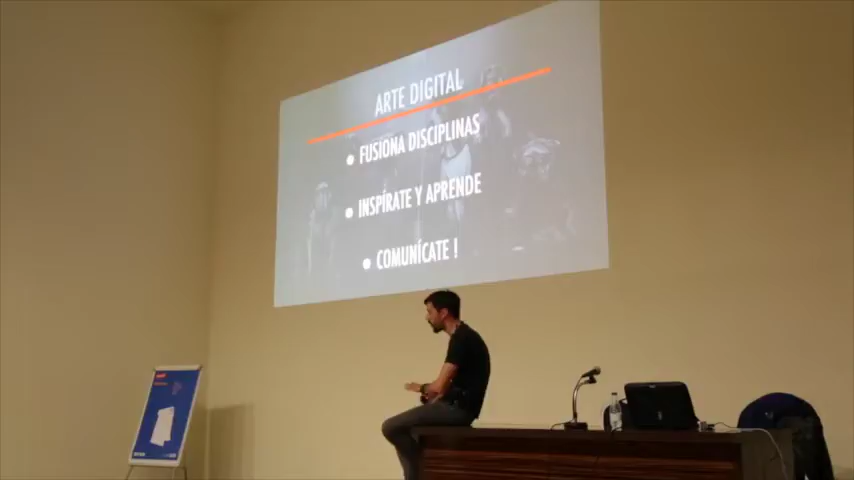 ARTE DIGITAL
● FUSIONA DISCIPLINAS
● INSPÍRATE Y APRENDE
● COMUNÍCATE !